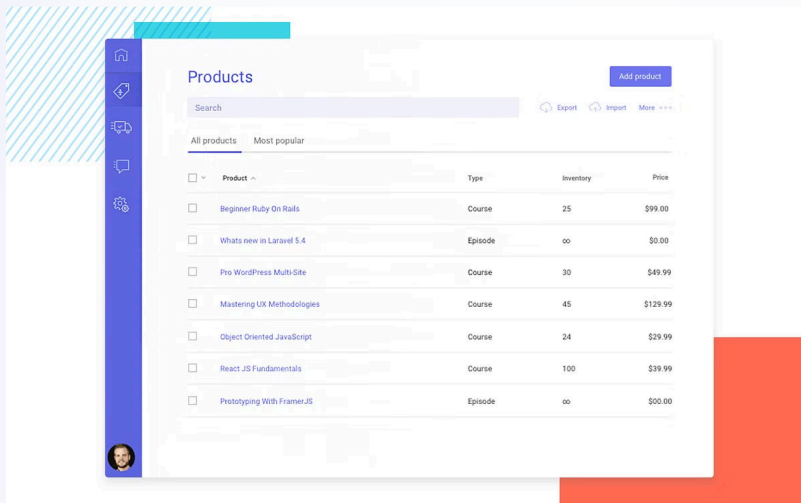 Products
Add product
Search
Export Import More
All products Most popular
Product Type Inventory Price
Beginner Ruby On Rails Course 25 $99.00
Whats new in Laravel 5.4 Episode ∞ $0.00
Pro WordPress Multi-Site Course 30 $49.99
Mastering UX Methodologies Course 45 $129.99
Object Oriented JavaScript Course 24 $29.99
React JS Fundamentals Course 100 $39.99
Prototyping With FramerJS Episode ∞ $00.00